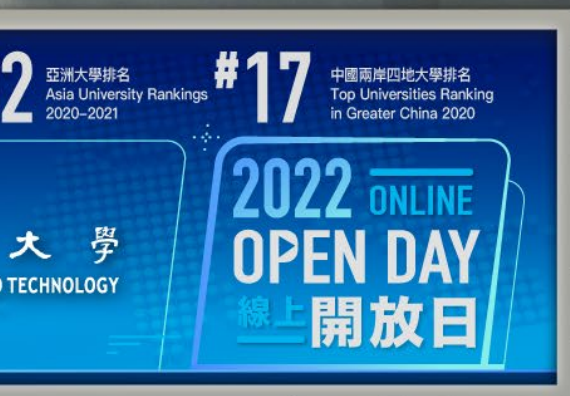 2
亞洲大學排名
Asia University Rankings
2020–2021
#17
中國兩岸四地大學排名
Top Universities Ranking
in Greater China 2020
大學
TECHNOLOGY
2022 ONLINE
OPEN DAY
線上開放日